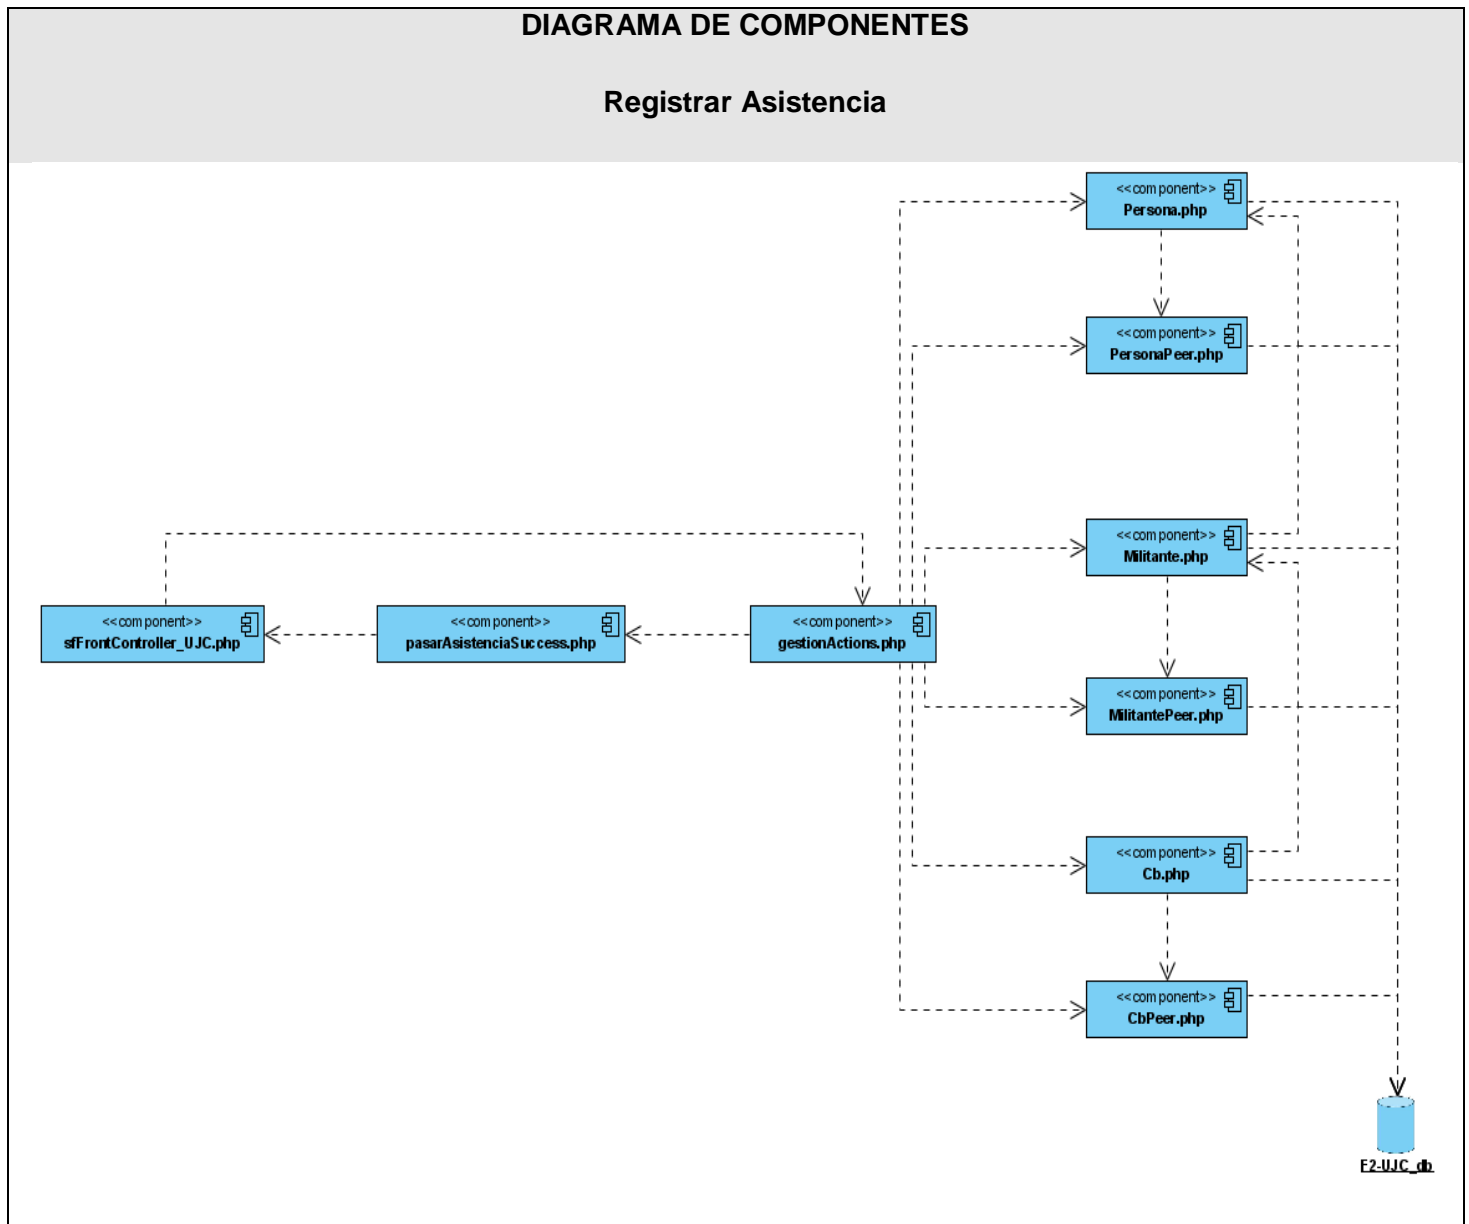 DIAGRAMA DE COMPONENTES
Registrar Asistencia
<<component>>
Persona.php
<<component>>
PersonaPeer.php
<<component>>
Militante.php
<<component>>
sfFrontController_UJC.php
<<component>>
pasarAsistenciaSuccess.php
<<component>>
gestionActions.php
<<component>>
MilitantePeer.php
<<component>>
Cb.php
<<component>>
CbPeer.php
F2-UJC_db